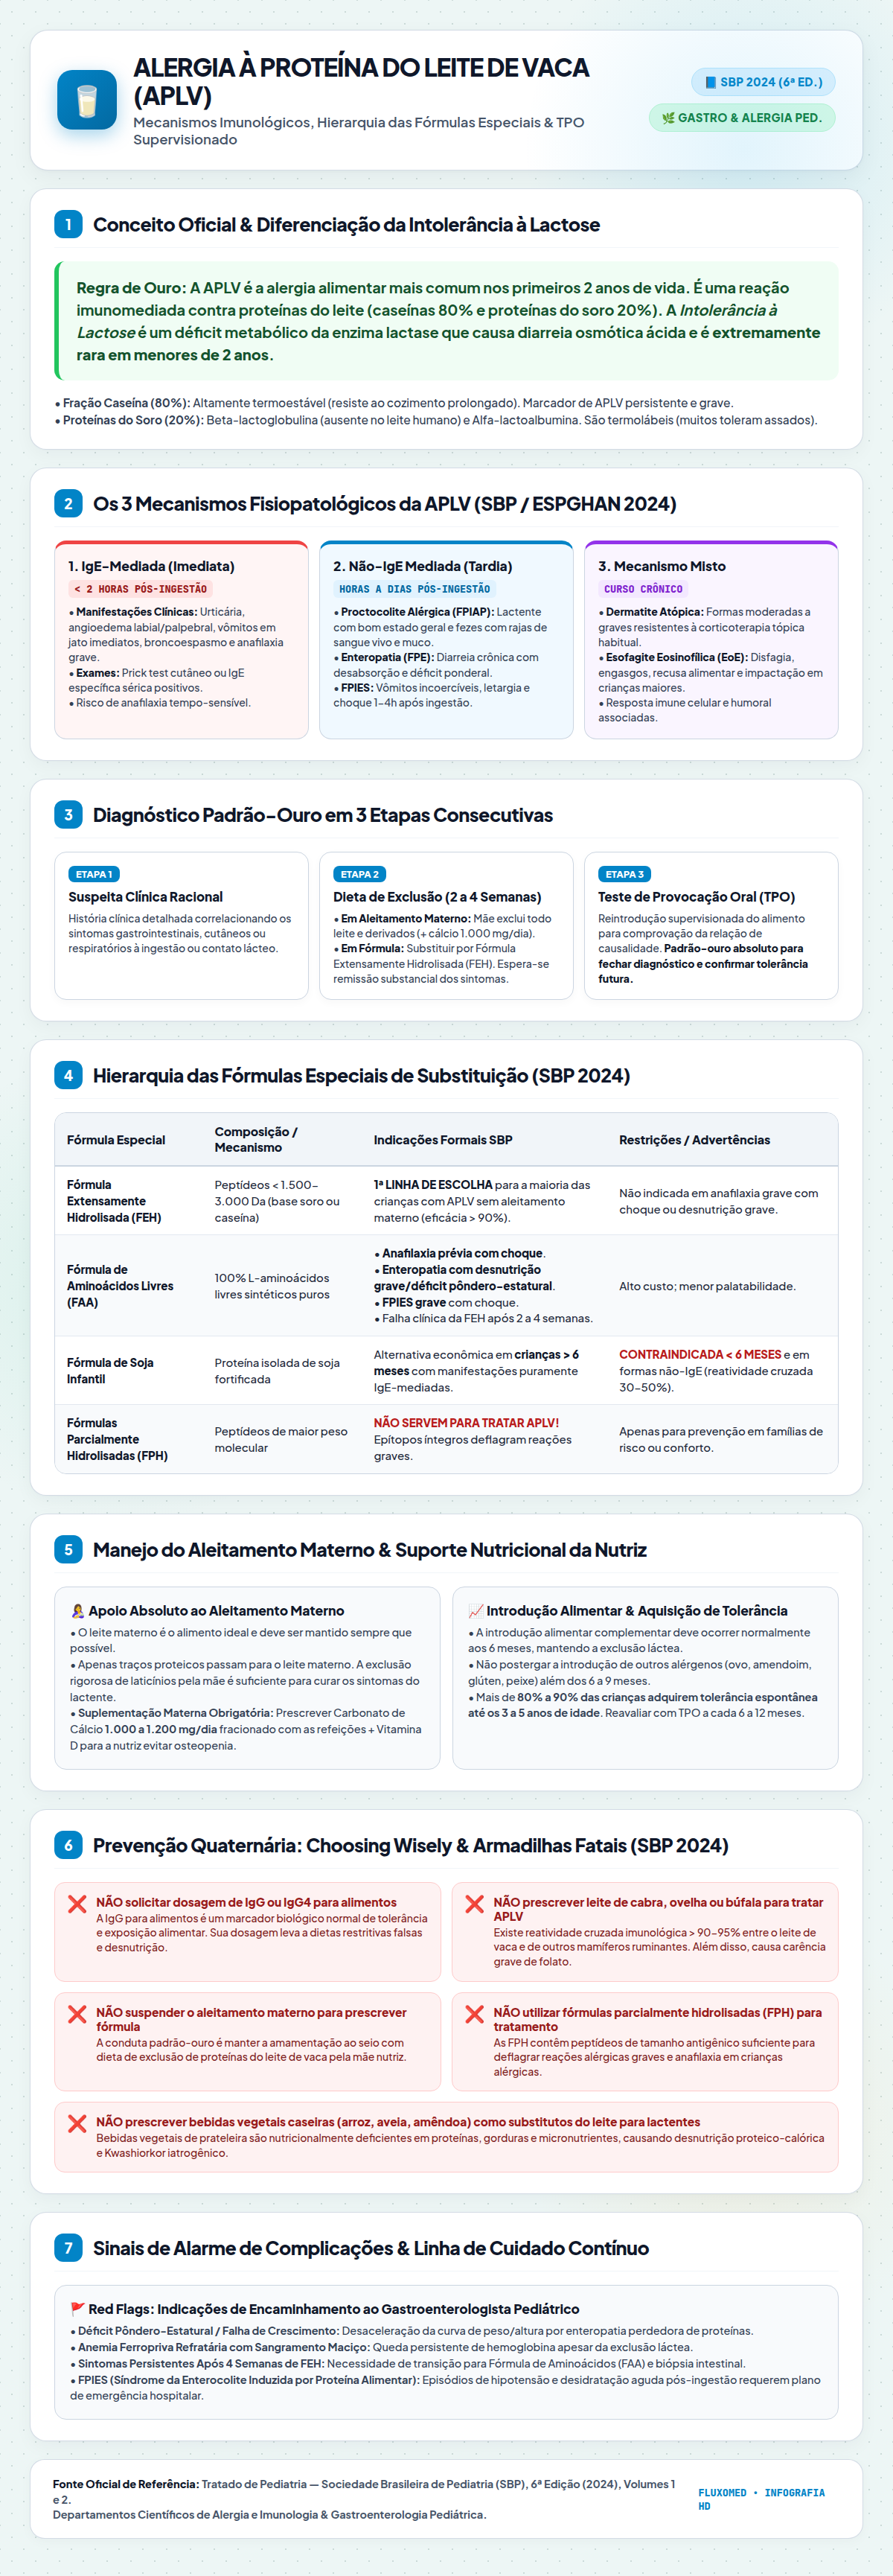 ALERGIA À PROTEÍNA DO LEITE DE VACA
(APLV)
Mecanismos Imunológicos, Hierarquia das Fórmulas Especiais & TPO
Supervisionado
📘 SBP 2024 (6ª ED.)
🌿 GASTRO & ALERGIA PED.
1 Conceito Oficial & Diferenciação da Intolerância à Lactose
Regra de Ouro: A APLV é a alergia alimentar mais comum nos primeiros 2 anos de vida. É uma reação
imunomediada contra proteínas do leite (caseínas 80% e proteínas do soro 20%). A Intolerância à
Lactose é um déficit metabólico da enzima lactase que causa diarreia osmótica ácida e é extremamente
rara em menores de 2 anos.
• Fração Caseína (80%): Altamente termoestável (resiste ao cozimento prolongado). Marcador de APLV persistente e grave.
• Proteínas do Soro (20%): Beta-lactoglobulina (ausente no leite humano) e Alfa-lactoalbumina. São termolábeis (muitos toleram assados).
2 Os 3 Mecanismos Fisiopatológicos da APLV (SBP / ESPGHAN 2024)
1. IgE-Mediada (Imediata)
< 2 HORAS PÓS-INGESTÃO
• Manifestações Clínicas: Urticária,
angioedema labial/palpebral, vômitos em
jato imediatos, broncoespasmo e anafilaxia
grave.
• Exames: Prick test cutâneo ou IgE
específica sérica positivos.
• Risco de anafilaxia tempo-sensível.
2. Não-IgE Mediada (Tardia)
HORAS A DIAS PÓS-INGESTÃO
• Proctocolite Alérgica (FPIAP): Lactente
com bom estado geral e fezes com rajas de
sangue vivo e muco.
• Enteropatia (FPE): Diarreia crônica com
desabsorção e déficit ponderal.
• FPIES: Vômitos incoercíveis, letargia e
choque 1-4h após ingestão.
3. Mecanismo Misto
CURSO CRÔNICO
• Dermatite Atópica: Formas moderadas a
graves resistentes à corticoterapia tópica
habitual.
• Esofagite Eosinofílica (EoE): Disfagia,
engasgos, recusa alimentar e impactação em
crianças maiores.
• Resposta imune celular e humoral
associadas.
3 Diagnóstico Padrão-Ouro em 3 Etapas Consecutivas
ETAPA 1
Suspeita Clínica Racional
História clínica detalhada correlacionando os
sintomas gastrointestinais, cutâneos ou
respiratórios à ingestão ou contato lácteo.
ETAPA 2
Dieta de Exclusão (2 a 4 Semanas)
• Em Aleitamento Materno: Mãe exclui todo
leite e derivados (+ cálcio 1.000 mg/dia).
• Em Fórmula: Substituir por Fórmula
Extensamente Hidrolisada (FEH). Espera-se
remissão substancial dos sintomas.
ETAPA 3
Teste de Provocação Oral (TPO)
Reintrodução supervisionada do alimento
para comprovação da relação de
causalidade. Padrão-ouro absoluto para
fechar diagnóstico e confirmar tolerância
futura.
4 Hierarquia das Fórmulas Especiais de Substituição (SBP 2024)
Fórmula Especial
Composição /
Mecanismo
Indicações Formais SBP
Restrições / Advertências
Fórmula
Extensamente
Hidrolisada (FEH)
Peptídeos < 1.500-
3.000 Da (base soro ou
caseína)
1ª LINHA DE ESCOLHA para a maioria das
crianças com APLV sem aleitamento
materno (eficácia > 90%).
Não indicada em anafilaxia grave com
choque ou desnutrição grave.
Fórmula de
Aminoácidos Livres
(FAA)
100% L-aminoácidos
livres sintéticos puros
• Anafilaxia prévia com choque.
• Enteropatia com desnutrição
grave/déficit pôndero-estatural.
• FPIES grave com choque.
• Falha clínica da FEH após 2 a 4 semanas.
Alto custo; menor palatabilidade.
Fórmula de Soja
Infantil
Proteína isolada de soja
fortificada
Alternativa econômica em crianças > 6
meses com manifestações puramente
IgE-mediadas.
CONTRAINDICADA < 6 MESES e em
formas não-IgE (reatividade cruzada
30-50%).
Fórmulas
Parcialmente
Hidrolisadas (FPH)
Peptídeos de maior peso
molecular
NÃO SERVEM PARA TRATAR APLV!
Epítopos íntegros deflagram reações
graves.
Apenas para prevenção em famílias de
risco ou conforto.
5 Manejo do Aleitamento Materno & Suporte Nutricional da Nutriz
🤱 Apoio Absoluto ao Aleitamento Materno
• O leite materno é o alimento ideal e deve ser mantido sempre que
possível.
• Apenas traços proteicos passam para o leite materno. A exclusão
rigorosa de laticínios pela mãe é suficiente para curar os sintomas do
lactente.
• Suplementação Materna Obrigatória: Prescrever Carbonato de
Cálcio 1.000 a 1.200 mg/dia fracionado com as refeições + Vitamina
D para a nutriz evitar osteopenia.
📈 Introdução Alimentar & Aquisição de Tolerância
• A introdução alimentar complementar deve ocorrer normalmente
aos 6 meses, mantendo a exclusão láctea.
• Não postergar a introdução de outros alérgenos (ovo, amendoim,
glúten, peixe) além dos 6 a 9 meses.
• Mais de 80% a 90% das crianças adquirem tolerância espontânea
até os 3 a 5 anos de idade. Reavaliar com TPO a cada 6 a 12 meses.
6 Prevenção Quaternária: Choosing Wisely & Armadilhas Fatais (SBP 2024)
❌ NÃO solicitar dosagem de IgG ou IgG4 para alimentos
A IgG para alimentos é um marcador biológico normal de tolerância
e exposição alimentar. Sua dosagem leva a dietas restritivas falsas
e desnutrição.
❌ NÃO prescrever leite de cabra, ovelha ou búfala para tratar
APLV
Existe reatividade cruzada imunológica > 90-95% entre o leite de
vaca e de outros mamíferos ruminantes. Além disso, causa carência
grave de folato.
❌ NÃO suspender o aleitamento materno para prescrever
fórmula
A conduta padrão-ouro é manter a amamentação ao seio com
dieta de exclusão de proteínas do leite de vaca pela mãe nutriz.
❌ NÃO utilizar fórmulas parcialmente hidrolisadas (FPH) para
tratamento
As FPH contêm peptídeos de tamanho antigênico suficiente para
deflagrar reações alérgicas graves e anafilaxia em crianças
alérgicas.
❌ NÃO prescrever bebidas vegetais caseiras (arroz, aveia, amêndoa) como substitutos do leite para lactentes
Bebidas vegetais de prateleira são nutricionalmente deficientes em proteínas, gorduras e micronutrientes, causando desnutrição proteico-calórica
e Kwashiorkor iatrogênico.
7 Sinais de Alarme de Complicações & Linha de Cuidado Contínuo
🚩 Red Flags: Indicações de Encaminhamento ao Gastroenterologista Pediátrico
• Déficit Pôndero-Estatural / Falha de Crescimento: Desaceleração da curva de peso/altura por enteropatia perdedora de proteínas.
• Anemia Ferropriva Refratária com Sangramento Maciço: Queda persistente de hemoglobina apesar da exclusão láctea.
• Sintomas Persistentes Após 4 Semanas de FEH: Necessidade de transição para Fórmula de Aminoácidos (FAA) e biópsia intestinal.
• FPIES (Síndrome da Enterocolite Induzida por Proteína Alimentar): Episódios de hipotensão e desidratação aguda pós-ingestão requerem plano
de emergência hospitalar.
Fonte Oficial de Referência: Tratado de Pediatria — Sociedade Brasileira de Pediatria (SBP), 6ª Edição (2024), Volumes 1
e 2.
Departamentos Científicos de Alergia e Imunologia & Gastroenterologia Pediátrica.
FLUXOMED • INFOGRAFIA
HD